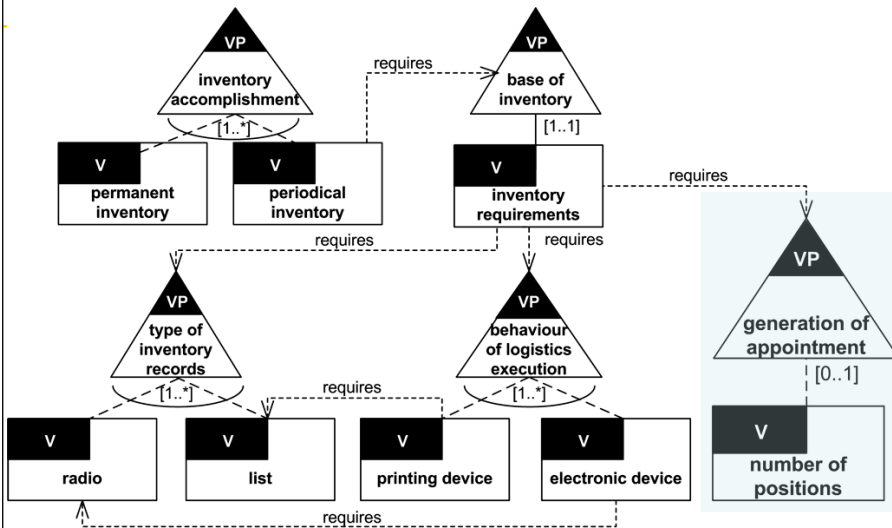 VP
inventory
accomplishment
[1..*]
requires
VP
base of
inventory
[1..1]
V
permanent
inventory
V
periodical
inventory
V
inventory
requirements
requires
requires
requires
VP
type of
inventory
records
[1..*]
VP
behaviour
of logistics
execution
[1..*]
VP
generation of
appointment
[0..1]
requires
V
radio
V
list
V
printing device
V
electronic device
V
number of
positions
requires